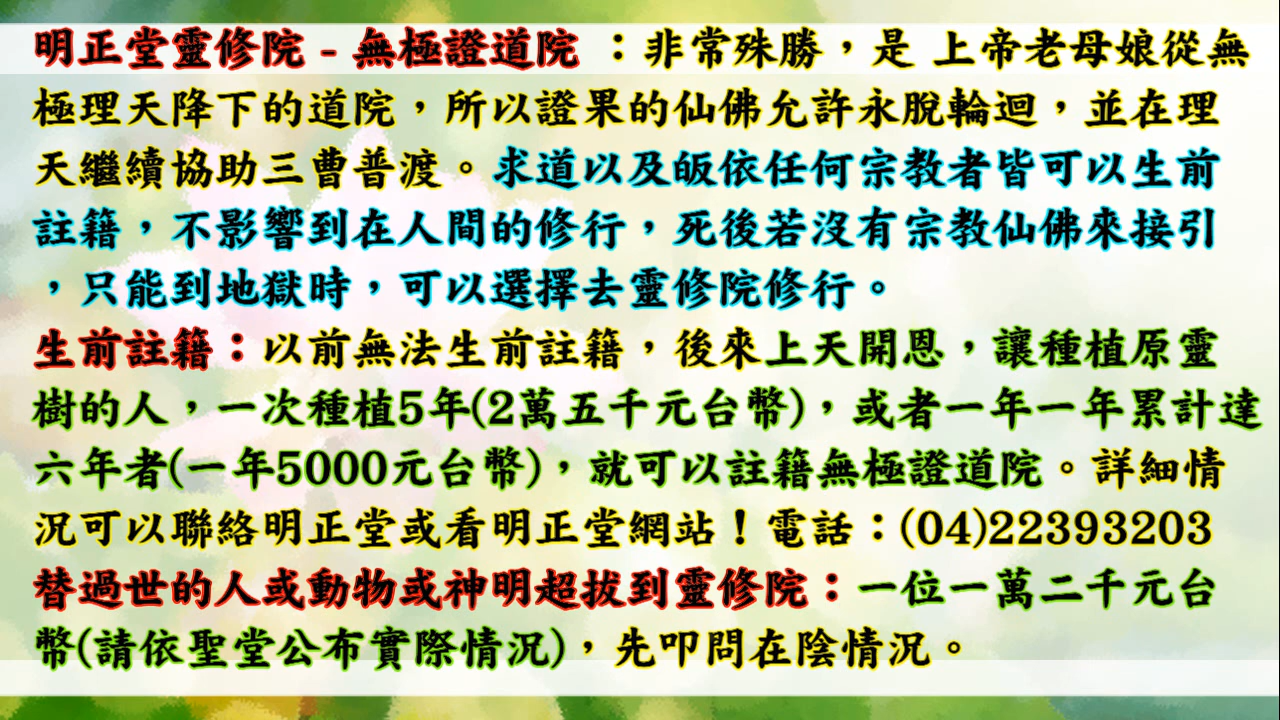 明正堂靈修院 - 無極證道院 ：非常殊勝，是 上帝老母娘從無
極理天降下的道院，所以證果的仙佛允許永脫輪迴，並在理
天繼續協助三曹普渡。求道以及皈依任何宗教者皆可以生前
註籍，不影響到在人間的修行，死後若沒有宗教仙佛來接引
，只能到地獄時，可以選擇去靈修院修行。
生前註籍：以前無法生前註籍，後來上天開恩，讓種植原靈
樹的人，一次種植5年(2萬五千元台幣)，或者一年一年累計達
六年者(一年5000元台幣)，就可以註籍無極證道院。詳細情
況可以聯絡明正堂或看明正堂網站！電話：(04)22393203
替過世的人或動物或神明超拔到靈修院：一位一萬二千元台
幣(請依聖堂公布實際情況)，先叩問在陰情況。